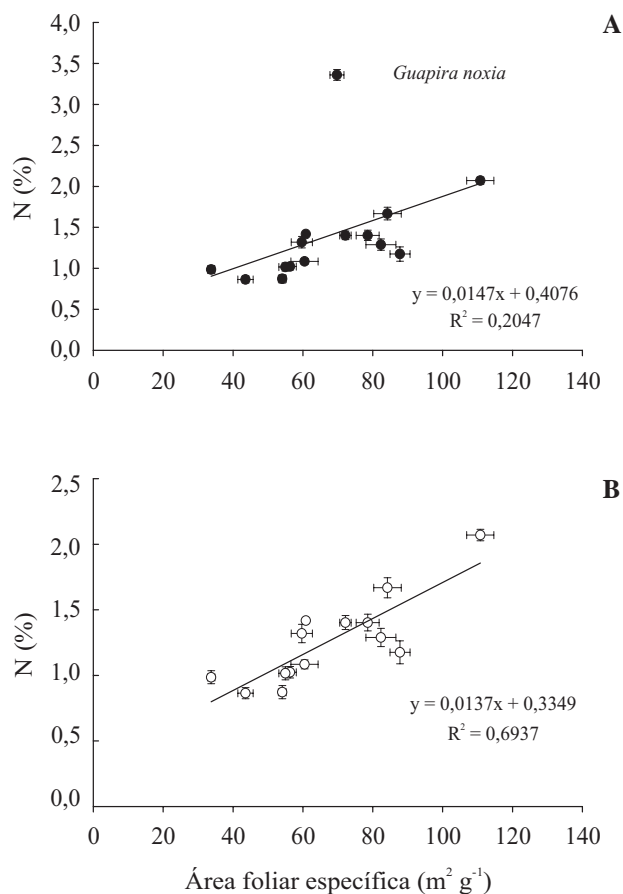 A
4,0
3,5
3,0
2,5
2,0
1,5
1,0
0,5
0,0
N (%)
Guapira noxia
y = 0,0147x + 0,4076
R² = 0,2047
0 20 40 60 80 100 120 140
B
2,5
2,0
1,5
1,0
0,5
0,0
N (%)
y = 0,0137x + 0,3349
R² = 0,6937
0 20 40 60 80 100 120 140
Área foliar específica (m² g⁻¹)